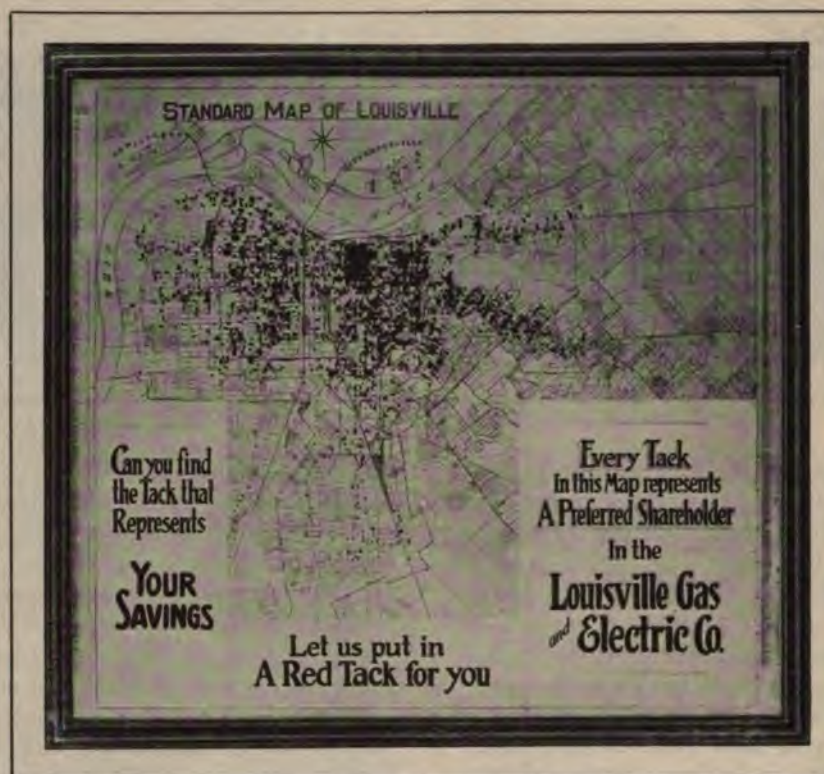 STANDARD MAP OF LOUISVILLE
Can you find
the Tack that
Represents
YOUR
SAVINGS
Let us put in
A Red Tack for you
Every Tack
In this Map represents
A Preferred Shareholder
In the
Louisville Gas
and Electric Co.